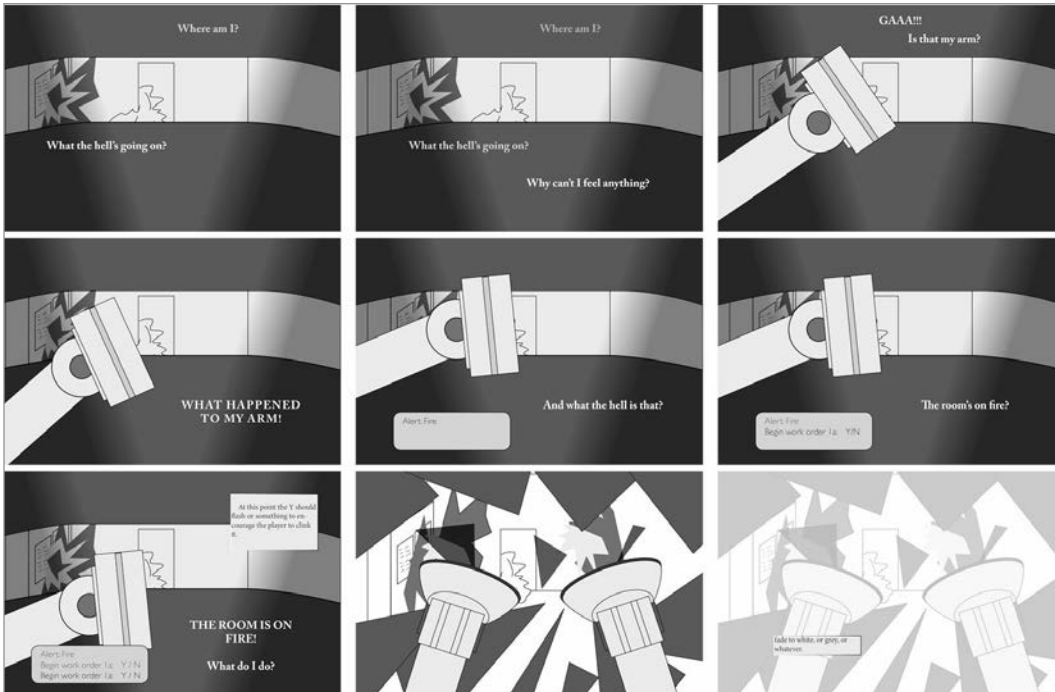 Where am I?
What the hell's going on?
Where am I?
What the hell's going on?
Why can't I feel anything?
GAAA!!!
Is that my arm?
WHAT HAPPENED
TO MY ARM!
And what the hell is that?
Alert: Fire
The room's on fire?
Alert: Fire
Begin work order 1a: Y/N
At this point the Y should
flash or something to en-
courage the player to click
it.
THE ROOM IS ON
FIRE!
What do I do?
Alert: Fire
Begin work order 1a: Y / N
Begin work order 1a: Y / N
fade to white, or grey, or
whatever.